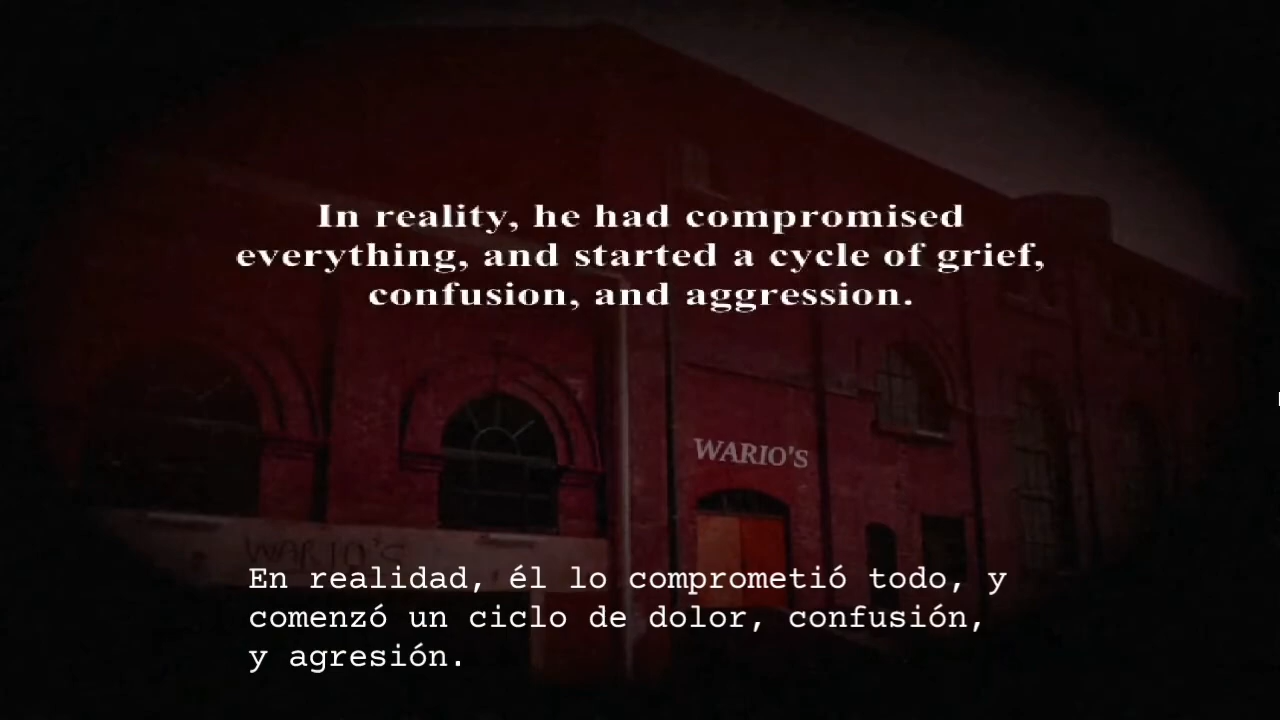 In reality, he had compromised
everything, and started a cycle of grief,
confusion, and aggression.
WARIO'S
WARIO'S
En realidad, él lo comprometió todo, y
comenzó un ciclo de dolor, confusión,
y agresión.